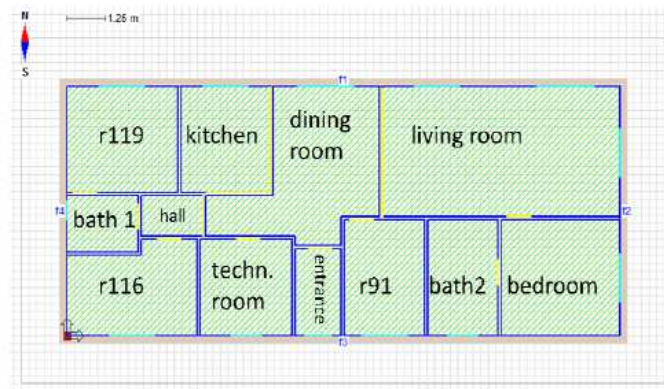 N
1.25 m
S
f1
r119
kitchen
dining
room
living room
f4
bath 1
hall
f2
r116
techn.
room
entrance
r91
bath2
bedroom
f3